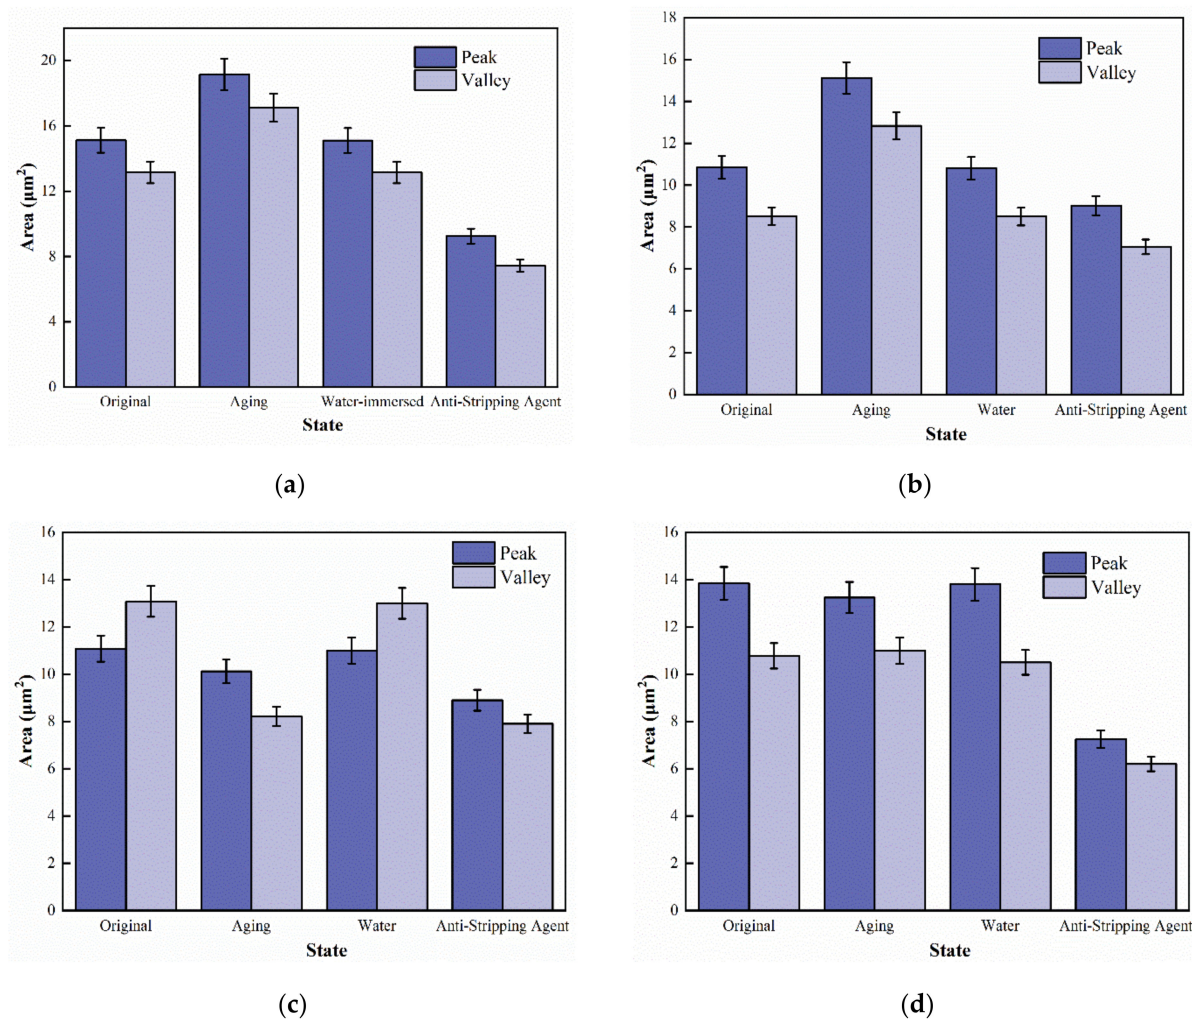 20
16
12
8
4
0
Area (μm²)
Peak
Valley
Original Aging Water-immersed Anti-Stripping Agent
State
(a)
18
16
14
12
10
8
6
4
2
0
Area (μm²)
Peak
Valley
Original Aging Water Anti-Stripping Agent
State
(b)
16
14
12
10
8
6
4
2
0
Area (μm²)
Peak
Valley
Original Aging Water Anti-Stripping Agent
State
(c)
16
14
12
10
8
6
4
2
0
Area (μm²)
Peak
Valley
Original Aging Water Anti-Stripping Agent
State
(d)